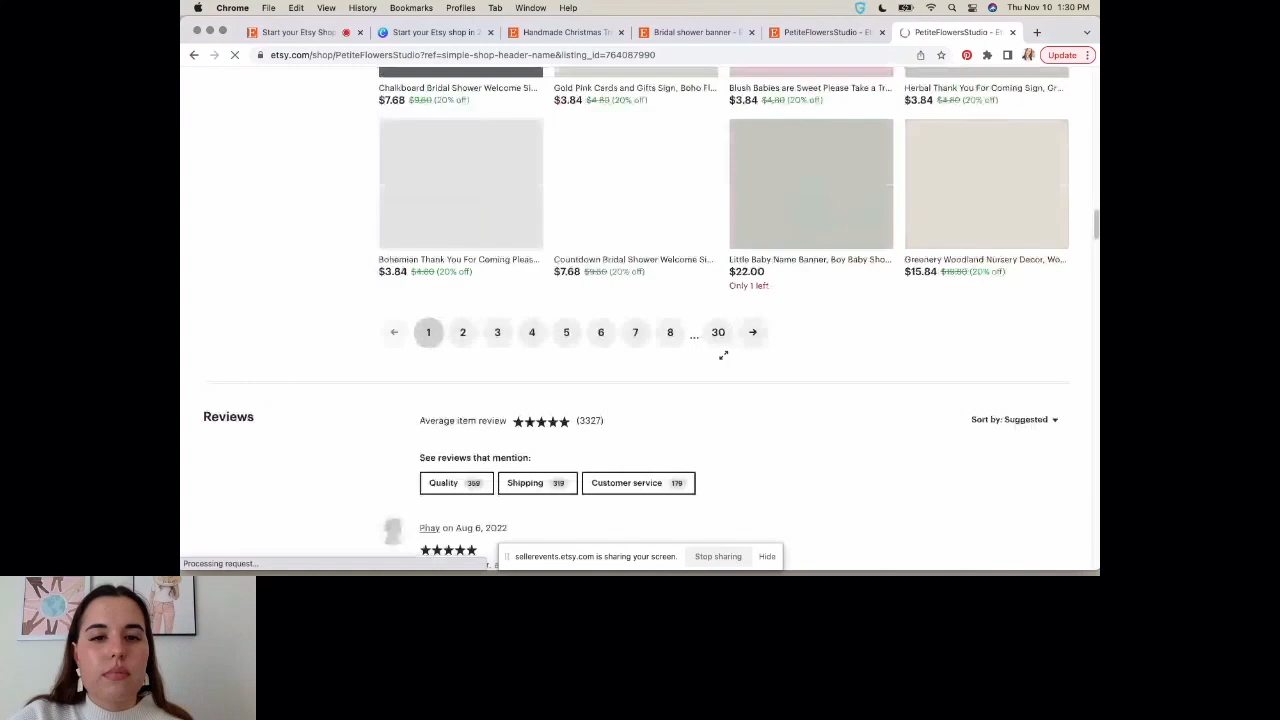 Chrome File Edit View History Bookmarks Profiles Tab Window Help Thu Nov 10 1:30 PM
Start your Etsy Shop Start your Etsy shop in 2 Handmade Christmas Tr Bridal shower banner - E PetiteFlowersStudio - Et PetiteFlowersStudio - Et
etsy.com/shop/PetiteFlowersStudio?ref=simple-shop-header-name&listing_id=764087990 Update
Chalkboard Bridal Shower Welcome Si... Gold Pink Cards and Gifts Sign, Boho Fl... Blush Babies are Sweet Please Take a Tr... Herbal Thank You For Coming Sign, Gr...
$7.68 $9.60 (20% off) $3.84 $4.80 (20% off) $3.84 $4.80 (20% off) $3.84 $4.80 (20% off)
Bohemian Thank You For Coming Pleas... Countdown Bridal Shower Welcome Si... Little Baby Name Banner, Boy Baby Sho... Greenery Woodland Nursery Decor, Wo...
$3.84 $4.80 (20% off) $7.68 $9.60 (20% off) $22.00 $15.84 $19.80 (20% off)
Only 1 left
1 2 3 4 5 6 7 8 ... 30
Reviews Average item review (3327) Sort by: Suggested
See reviews that mention:
Quality 369 Shipping 319 Customer service 179
Phay on Aug 6, 2022
sellerevents.etsy.com is sharing your screen. Stop sharing Hide
Processing request...